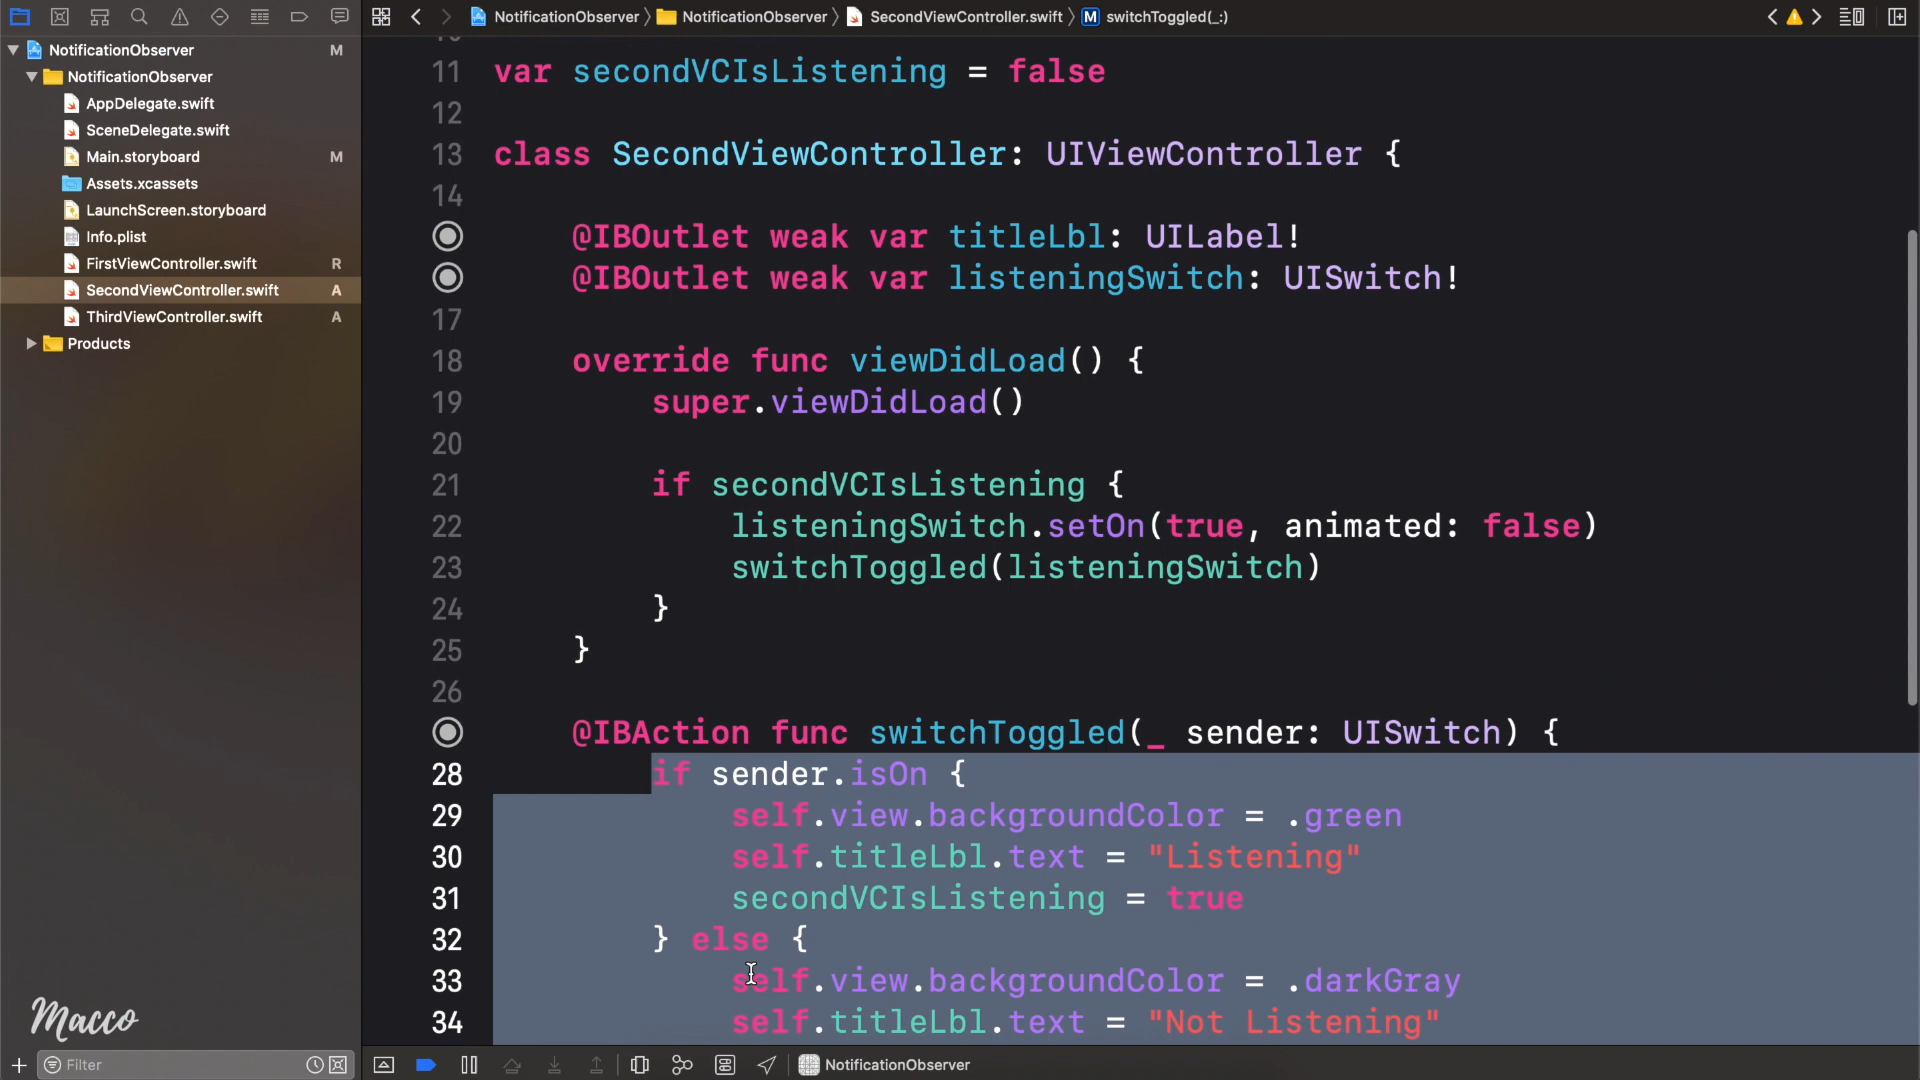 NotificationObserver NotificationObserver SecondViewController.swift M switchToggled(_:)
NotificationObserver M
NotificationObserver
AppDelegate.swift
SceneDelegate.swift
Main.storyboard M
Assets.xcassets
LaunchScreen.storyboard
Info.plist
FirstViewController.swift R
SecondViewController.swift A
ThirdViewController.swift A
Products
Macco
Filter
11 var secondVCIsListening = false
12
13 class SecondViewController: UIViewController {
14
@IBOutlet weak var titleLbl: UILabel!
@IBOutlet weak var listeningSwitch: UISwitch!
17
18 override func viewDidLoad() {
19 super.viewDidLoad()
20
21 if secondVCIsListening {
22 listeningSwitch.setOn(true, animated: false)
23 switchToggled(listeningSwitch)
24 }
25 }
26
@IBAction func switchToggled(_ sender: UISwitch) {
28 if sender.isOn {
29 self.view.backgroundColor = .green
30 self.titleLbl.text = "Listening"
31 secondVCIsListening = true
32 } else {
33 self.view.backgroundColor = .darkGray
34 self.titleLbl.text = "Not Listening"
NotificationObserver